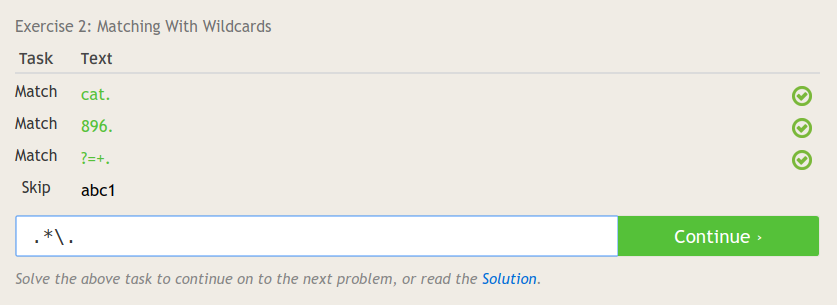 Exercise 2: Matching With Wildcards
Task Text
Match cat.
Match 896.
Match ?=+.
Skip abc1
.*\.
Continue ›
Solve the above task to continue on to the next problem, or read the Solution.